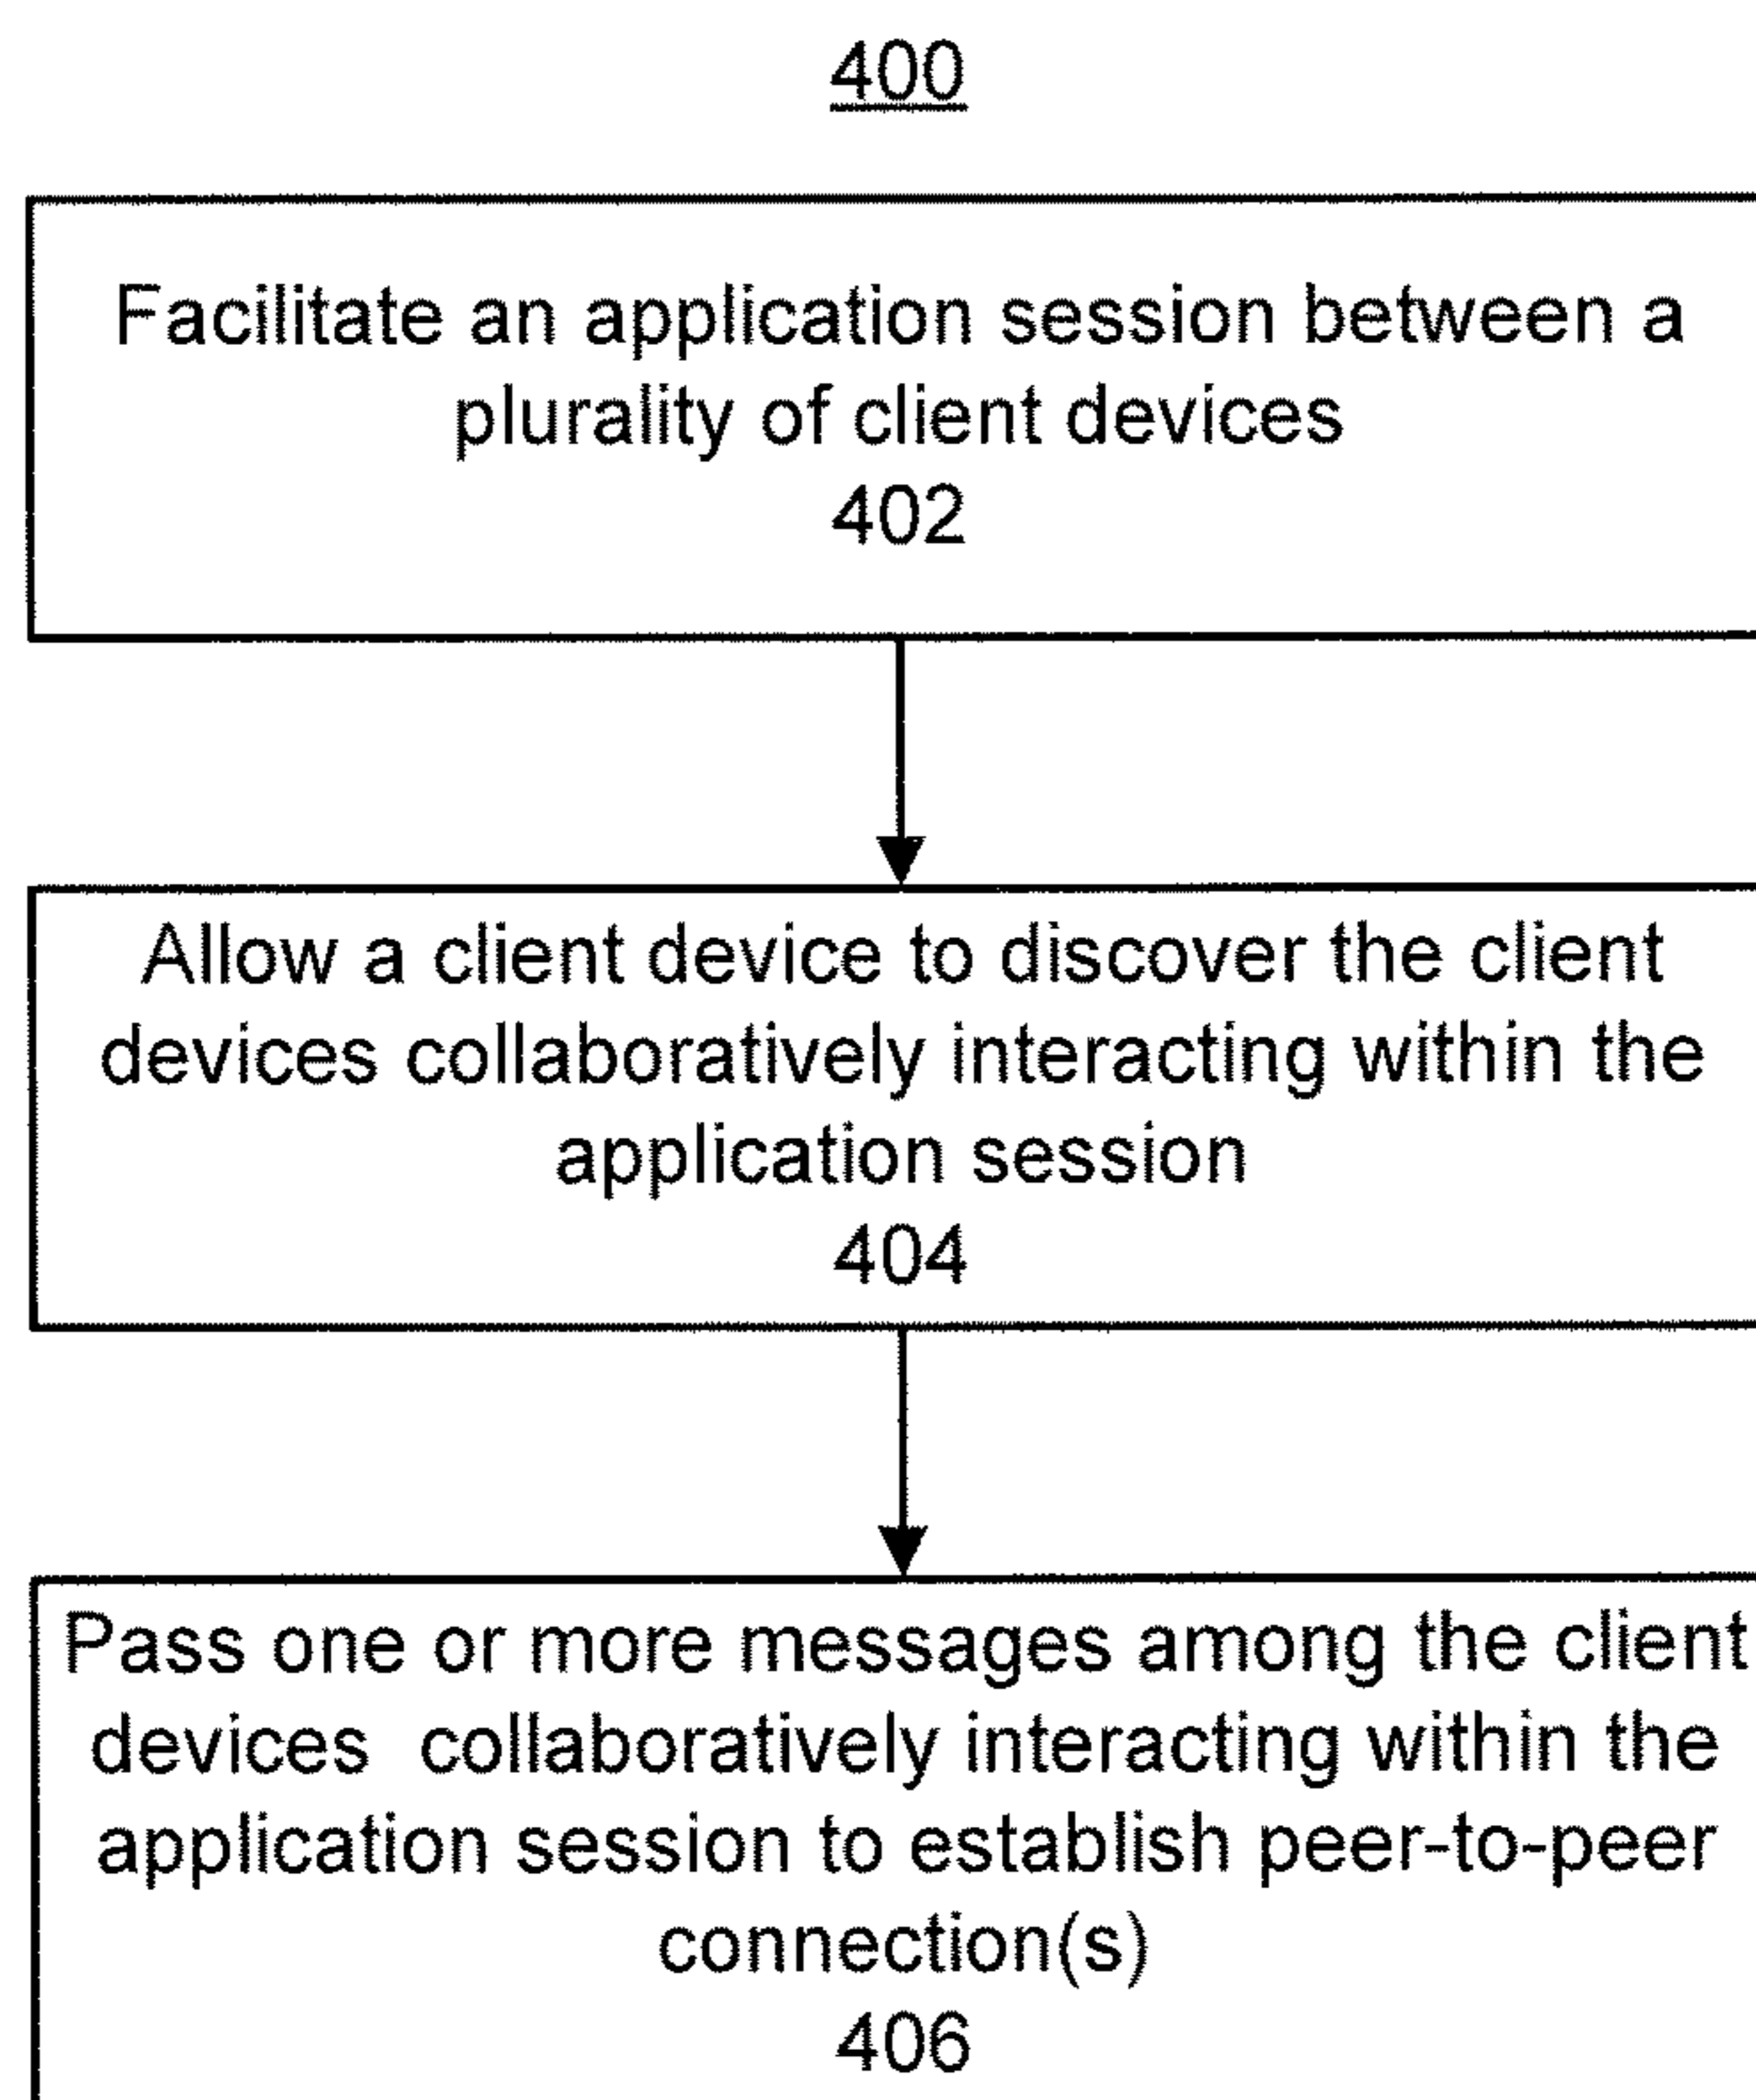 400
Facilitate an application session between a
plurality of client devices
402
Allow a client device to discover the client
devices collaboratively interacting within the
application session
404
Pass one or more messages among the client
devices  collaboratively interacting within the
application session to establish peer-to-peer
connection(s)
406